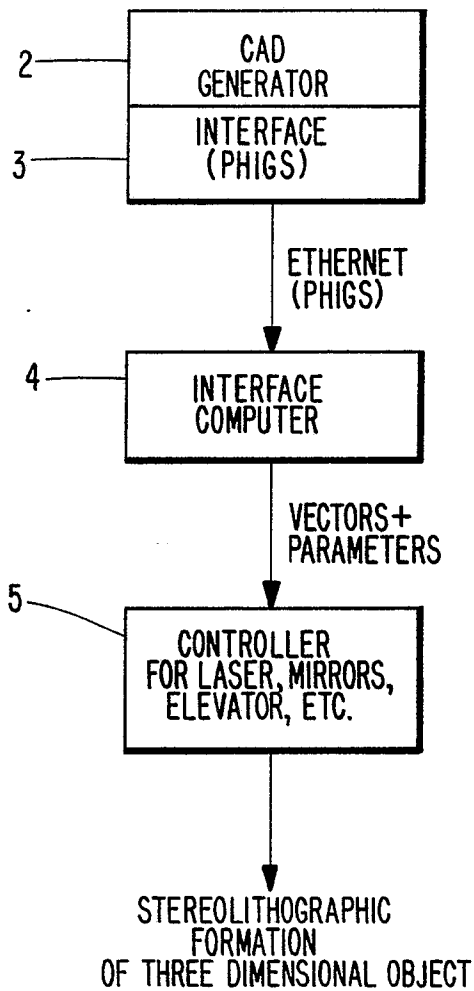 2
CAD
GENERATOR
3
INTERFACE
(PHIGS)
ETHERNET
(PHIGS)
4
INTERFACE
COMPUTER
VECTORS+
PARAMETERS
5
CONTROLLER
FOR LASER, MIRRORS,
ELEVATOR, ETC.
STEREOLITHOGRAPHIC
FORMATION
OF THREE DIMENSIONAL OBJECT